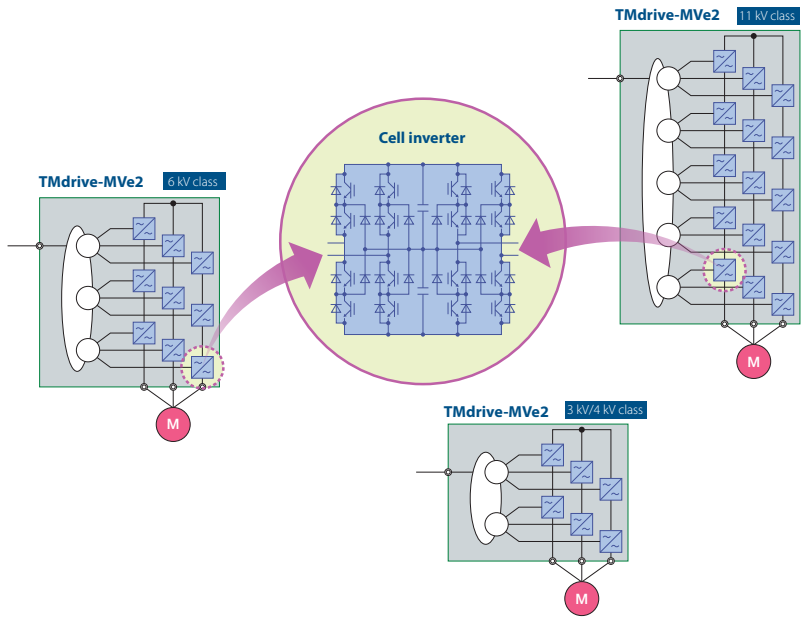 TMdrive-MVe2 11 kV class
Cell inverter
TMdrive-MVe2 6 kV class
M
M
TMdrive-MVe2 3 kV/4 kV class
M